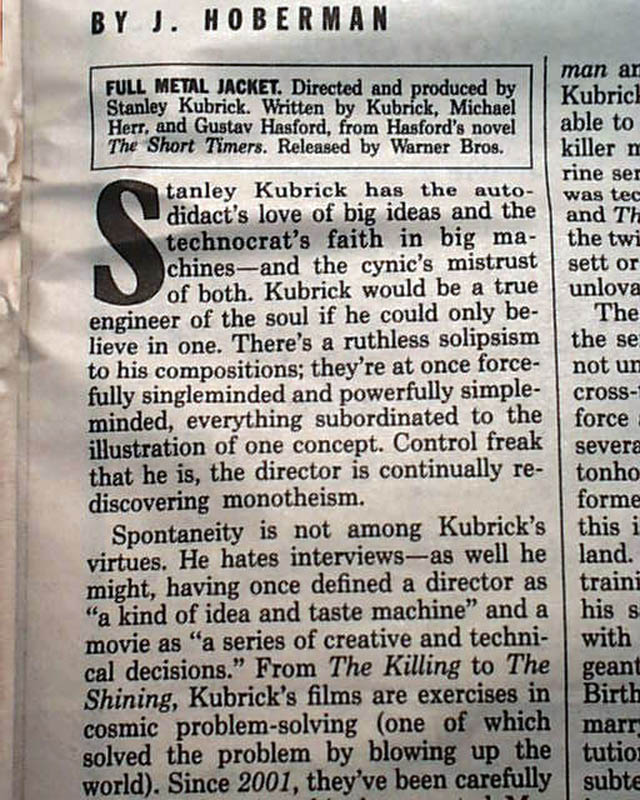 BY J. HOBERMAN
FULL METAL JACKET. Directed and produced by
Stanley Kubrick. Written by Kubrick, Michael
Herr, and Gustav Hasford, from Hasford's novel
The Short Timers. Released by Warner Bros.
Stanley Kubrick has the auto-
didact's love of big ideas and the
technocrat's faith in big ma-
chines—and the cynic's mistrust
of both. Kubrick would be a true
engineer of the soul if he could only be-
lieve in one. There's a ruthless solipsism
to his compositions; they're at once force-
fully singleminded and powerfully simple-
minded, everything subordinated to the
illustration of one concept. Control freak
that he is, the director is continually re-
discovering monotheism.
Spontaneity is not among Kubrick's
virtues. He hates interviews—as well he
might, having once defined a director as
“a kind of idea and taste machine” and a
movie as “a series of creative and techni-
cal decisions.” From The Killing to The
Shining, Kubrick's films are exercises in
cosmic problem-solving (one of which
solved the problem by blowing up the
world). Since 2001, they've been carefully
man an
Kubrick
able to
killer m
rine ser
was tec
and Th
the twi
sett or
unlova
The
the se
not un
cross-
force
severa
tonho
forme
this i
land.
traini
his s
with
geant
Birth
marry
tution
subte